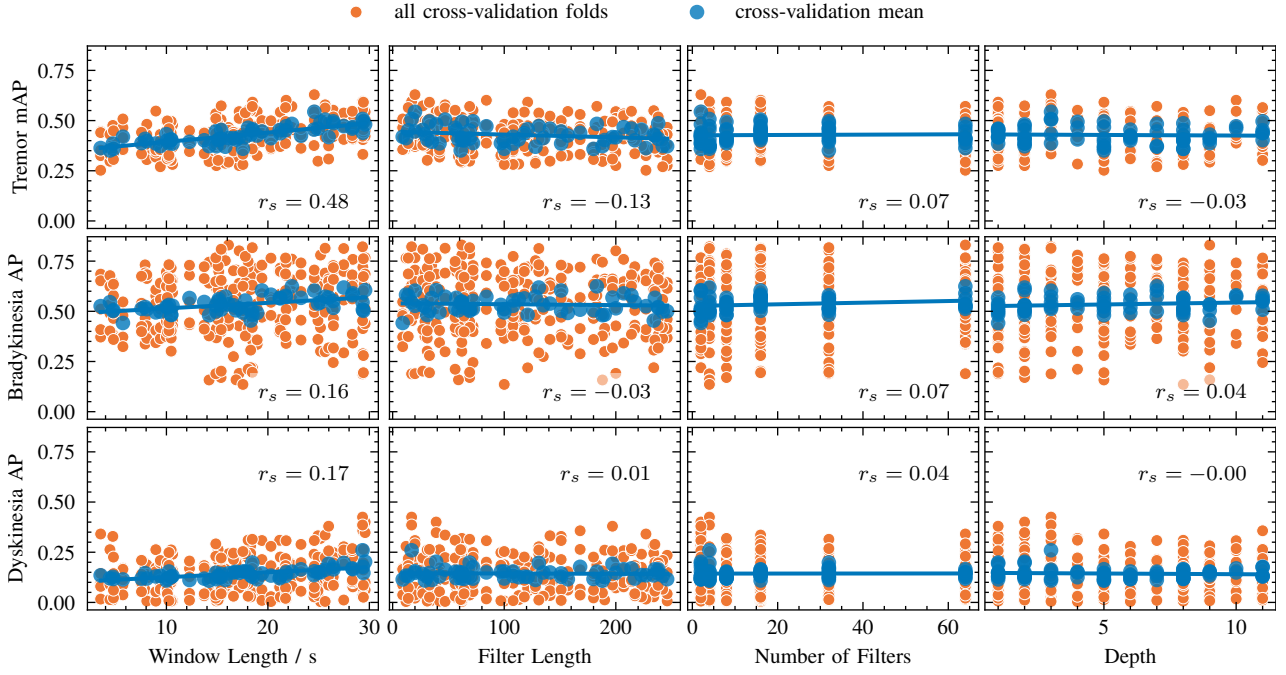 all cross-validation folds cross-validation mean
Tremor mAP
0.75
0.50
0.25
0.00
r_s = 0.48 r_s = −0.13 r_s = 0.07 r_s = −0.03
Bradykinesia AP
0.75
0.50
0.25
0.00
r_s = 0.16 r_s = −0.03 r_s = 0.07 r_s = 0.04
Dyskinesia AP
0.75
0.50
0.25
0.00
r_s = 0.17 r_s = 0.01 r_s = 0.04 r_s = −0.00
10 20 30 0 100 200 0 20 40 60 5 10
Window Length / s Filter Length Number of Filters Depth